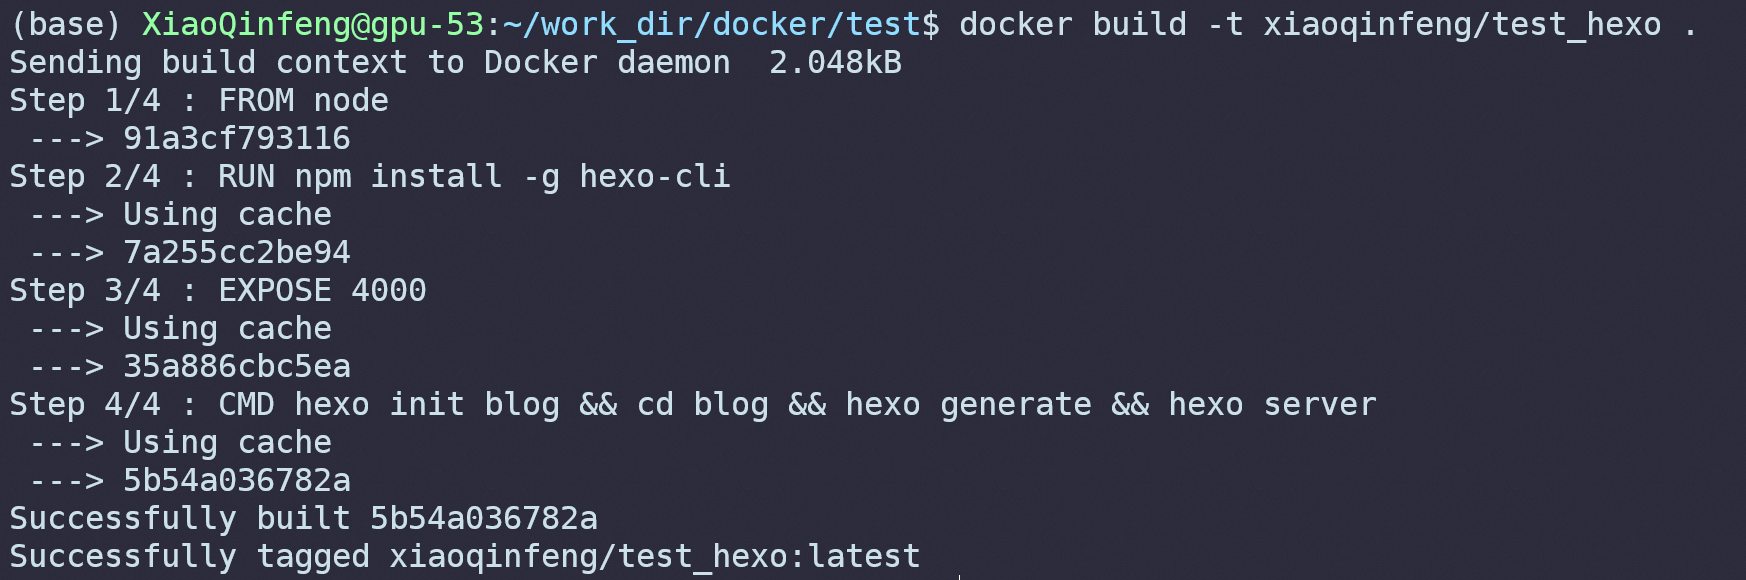 (base) XiaoQinfeng@gpu-53:~/work_dir/docker/test$ docker build -t xiaoqinfeng/test_hexo .
Sending build context to Docker daemon  2.048kB
Step 1/4 : FROM node
 ---> 91a3cf793116
Step 2/4 : RUN npm install -g hexo-cli
 ---> Using cache
 ---> 7a255cc2be94
Step 3/4 : EXPOSE 4000
 ---> Using cache
 ---> 35a886cbc5ea
Step 4/4 : CMD hexo init blog && cd blog && hexo generate && hexo server
 ---> Using cache
 ---> 5b54a036782a
Successfully built 5b54a036782a
Successfully tagged xiaoqinfeng/test_hexo:latest